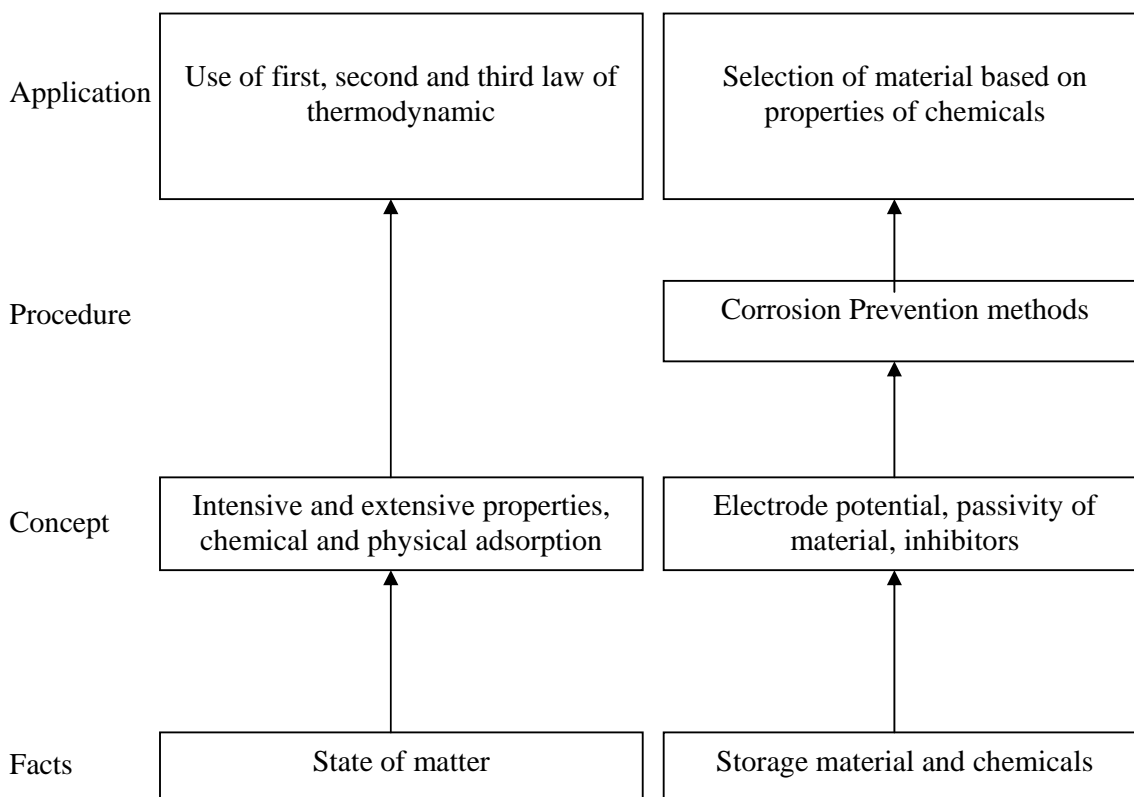 Application
Use of first, second and third law of
thermodynamic
Selection of material based on
properties of chemicals
Procedure
Corrosion Prevention methods
Concept
Intensive and extensive properties,
chemical and physical adsorption
Electrode potential, passivity of
material, inhibitors
Facts
State of matter
Storage material and chemicals